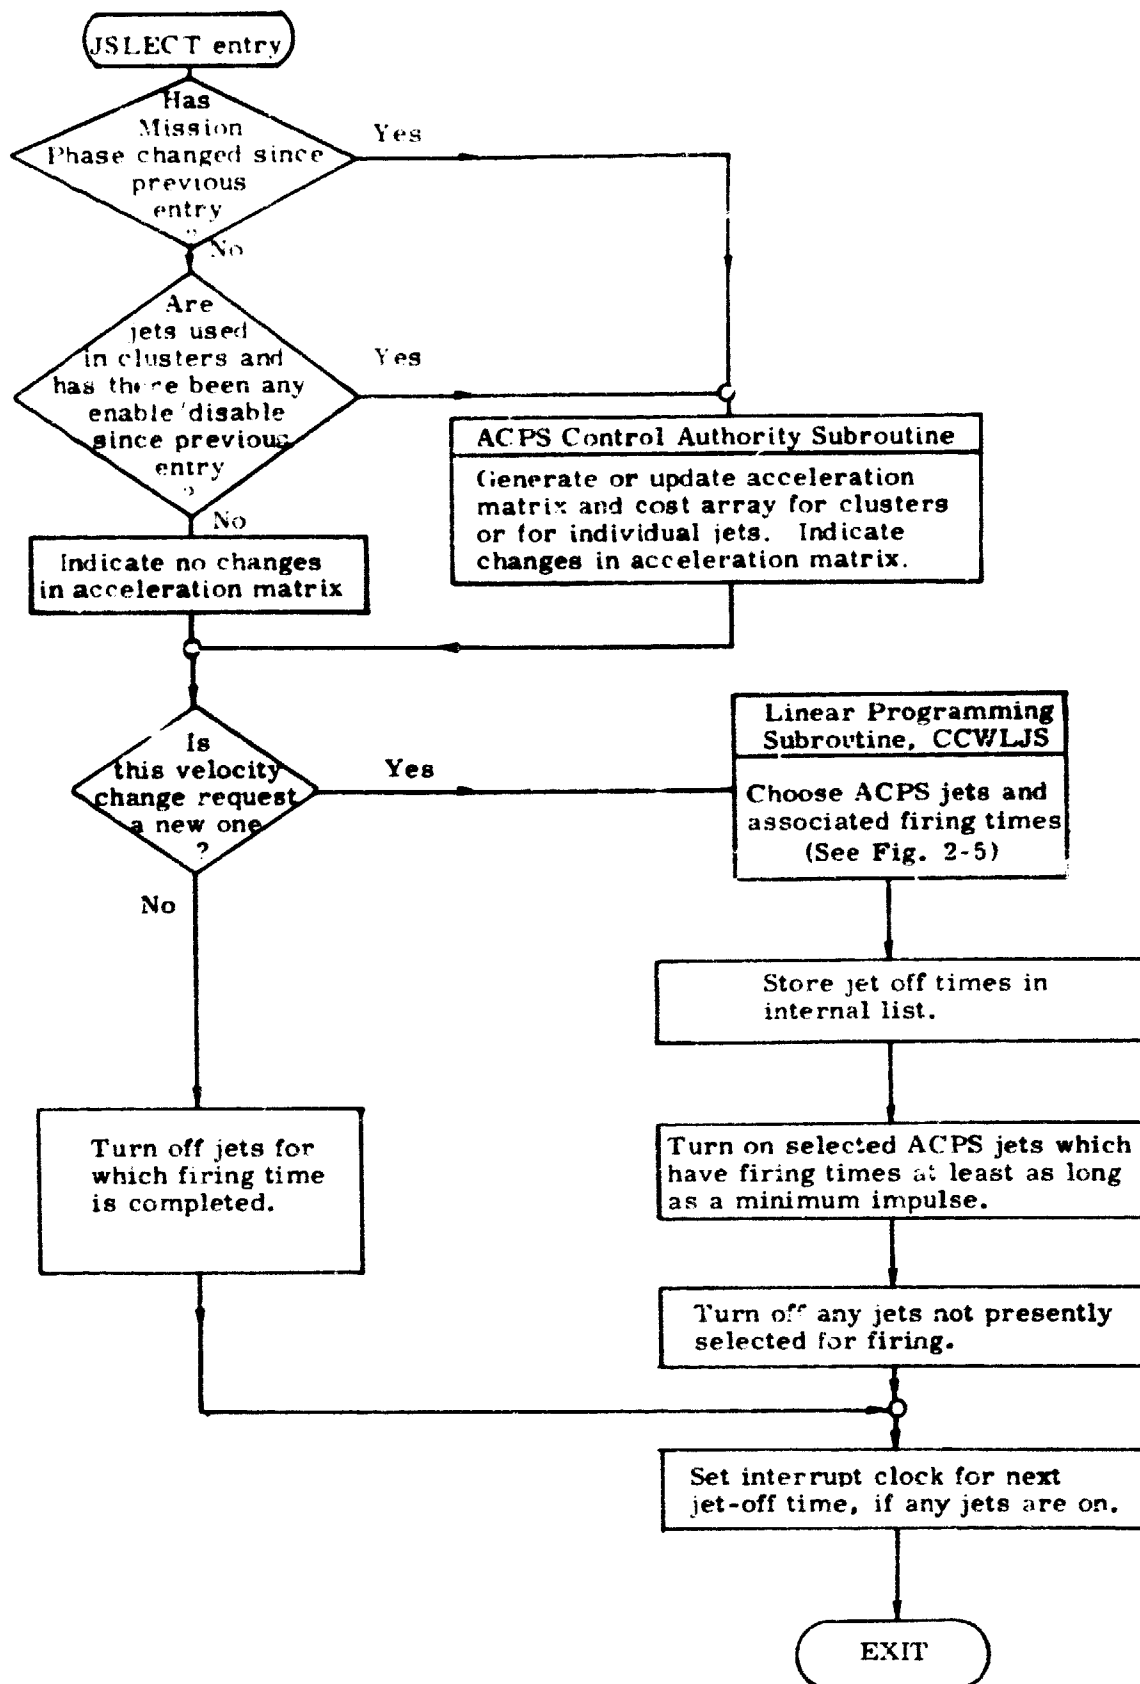 JSLECT entry
Has
Mission
Phase changed since
previous
entry
?
Yes
No
Are
jets used
in clusters and
has there been any
enable/disable
since previous
entry
?
Yes
No
ACPS Control Authority Subroutine
Generate or update acceleration
matrix and cost array for clusters
or for individual jets. Indicate
changes in acceleration matrix.
Indicate no changes
in acceleration matrix
Is
this velocity
change request
a new one
?
Yes
No
Linear Programming
Subroutine, CCWLJS
Choose ACPS jets and
associated firing times
(See Fig. 2-5)
Store jet off times in
internal list.
Turn on selected ACPS jets which
have firing times at least as long
as a minimum impulse.
Turn off jets for
which firing time
is completed.
Turn off any jets not presently
selected for firing.
Set interrupt clock for next
jet-off time, if any jets are on.
EXIT